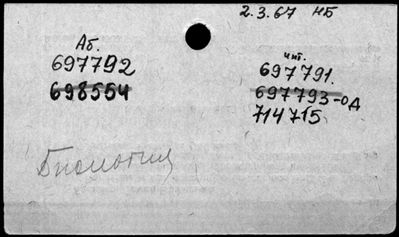 2.3.67 НБ
Аб.
697792
698554
чит.
697791.
697793-ОД
714715
Биология